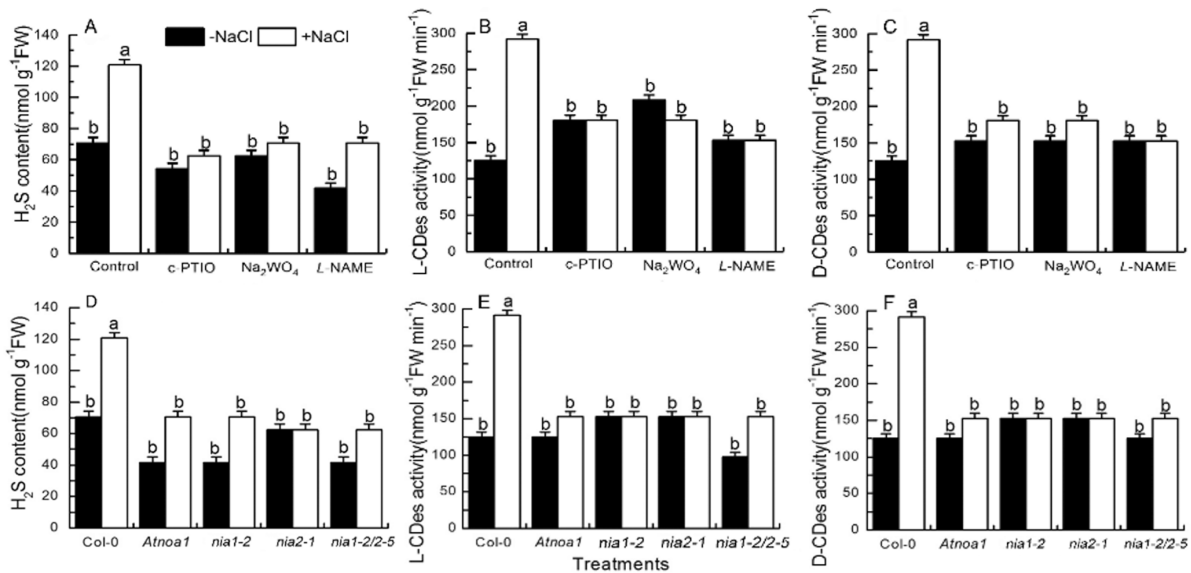 A
-NaCl
+NaCl
H₂S content(nmol g⁻¹FW)
140
120
100
80
60
40
20
0
b a b b b b b b
Control c-PTIO Na₂WO₄ L-NAME
B
L-CDes activity(nmol g⁻¹FW min⁻¹)
300
250
200
150
100
50
0
b a b b b b b b
Control c-PTIO Na₂WO₄ L-NAME
C
D-CDes activity(nmol g⁻¹FW min⁻¹)
300
250
200
150
100
50
0
b a b b b b b b
Control c-PTIO Na₂WO₄ L-NAME
D
H₂S content(nmol g⁻¹FW)
140
120
100
80
60
40
20
0
b a b b b b b b b b
Col-0 Atnoa1 nia1-2 nia2-1 nia1-2/2-5
E
L-CDes activity(nmol g⁻¹FW min⁻¹)
300
250
200
150
100
50
0
b a b b b b b b b b
Col-0 Atnoa1 nia1-2 nia2-1 nia1-2/2-5
F
D-CDes activity(nmol g⁻¹FW min⁻¹)
300
250
200
150
100
50
0
b a b b b b b b b b
Col-0 Atnoa1 nia1-2 nia2-1 nia1-2/2-5
Treatments